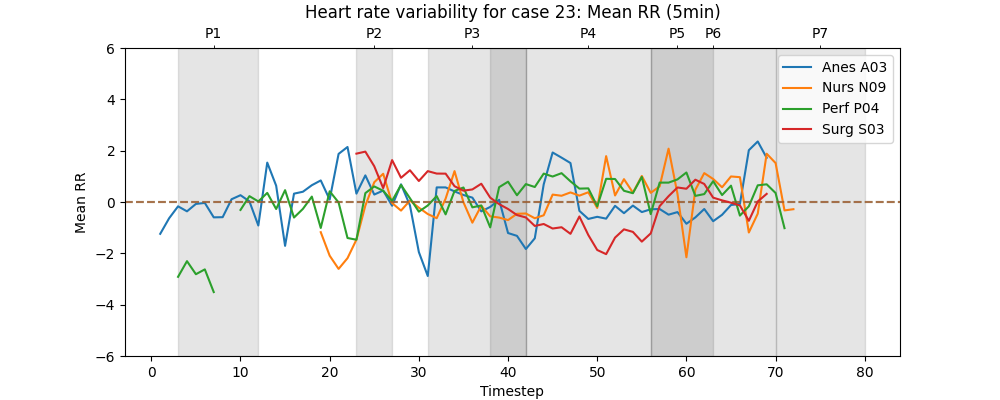 Heart rate variability for case 23: Mean RR (5min)
P1 P2 P3 P4 P5 P6 P7
6
4
2
0
−2
−4
−6
Mean RR
Anes A03
Nurs N09
Perf P04
Surg S03
0 10 20 30 40 50 60 70 80
Timestep